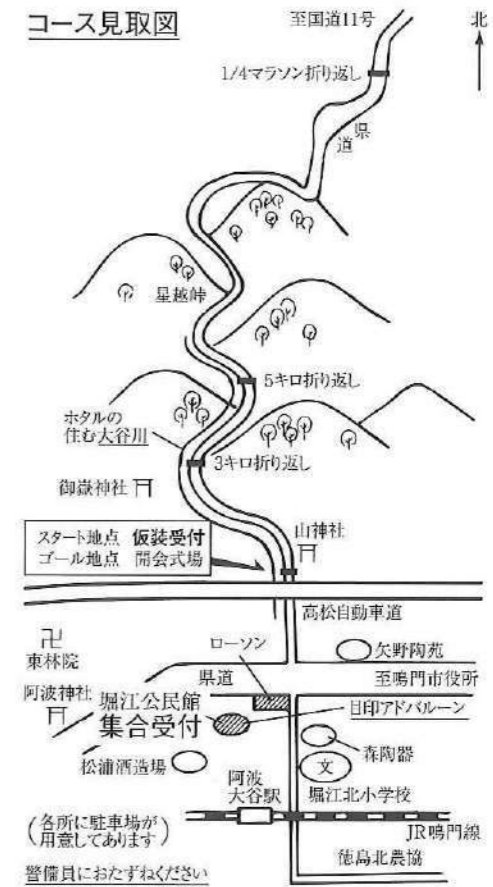 コース見取図
至国道11号
北
1/4マラソン折り返し
県道
星越峠
5キロ折り返し
ホタルの
住む大谷川
3キロ折り返し
御嶽神社
山神社
スタート地点 仮装受付
ゴール地点 開会式場
高松自動車道
ローソン
矢野陶苑
卍
東林院
県道
至鳴門市役所
阿波神社
堀江公民館
集合受付
目印アドバルーン
森陶器
松浦酒造場
文
阿波
大谷駅
堀江北小学校
(各所に駐車場が
用意してあります)
JR鳴門線
徳島北農協
警備員におたずねください